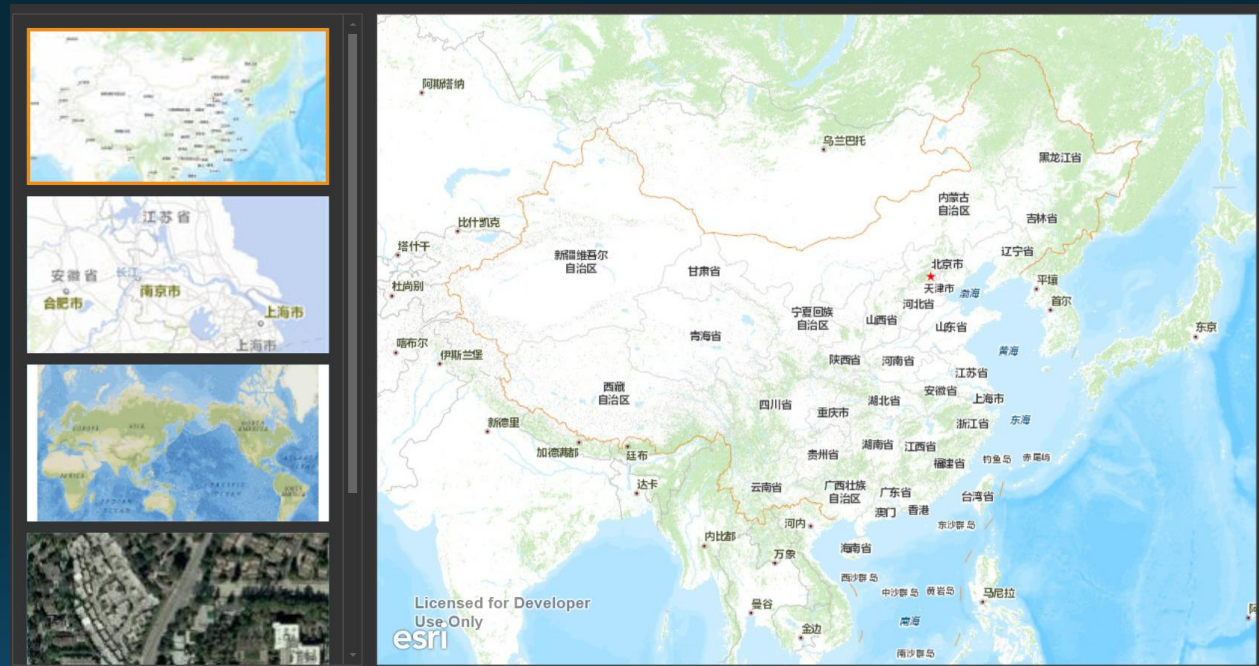 江苏省
安徽省
长江
南京市
合肥市
上海市
上海市
EUROPE
ASIA
NORTH
AMERICA
AFRICA
PACIFIC
OCEAN
INDIAN
OCEAN
阿斯塔纳
乌兰巴托
黑龙江省
内蒙古
自治区
吉林省
比什凯克
塔什干
新疆维吾尔
自治区
甘肃省
辽宁省
北京市
天津市
渤海
平壤
杜尚别
河北省
首尔
宁夏回族
自治区
山西省
山东省
东京
青海省
喀布尔
伊斯兰堡
陕西省
河南省
黄海
江苏省
西藏
自治区
安徽省
上海市
四川省
重庆市
湖北省
浙江省
东海
新德里
加德满都
廷布
贵州省
湖南省
江西省
福建省
钓鱼岛
赤尾屿
达卡
云南省
广西壮族
自治区
广东省
台湾省
澳门
香港
河内
东沙群岛
内比都
万象
海南省
西沙群岛
中沙群岛
黄岩岛
马尼拉
曼谷
金边
南海
南沙群岛
Licensed for Developer
Use Only
esri